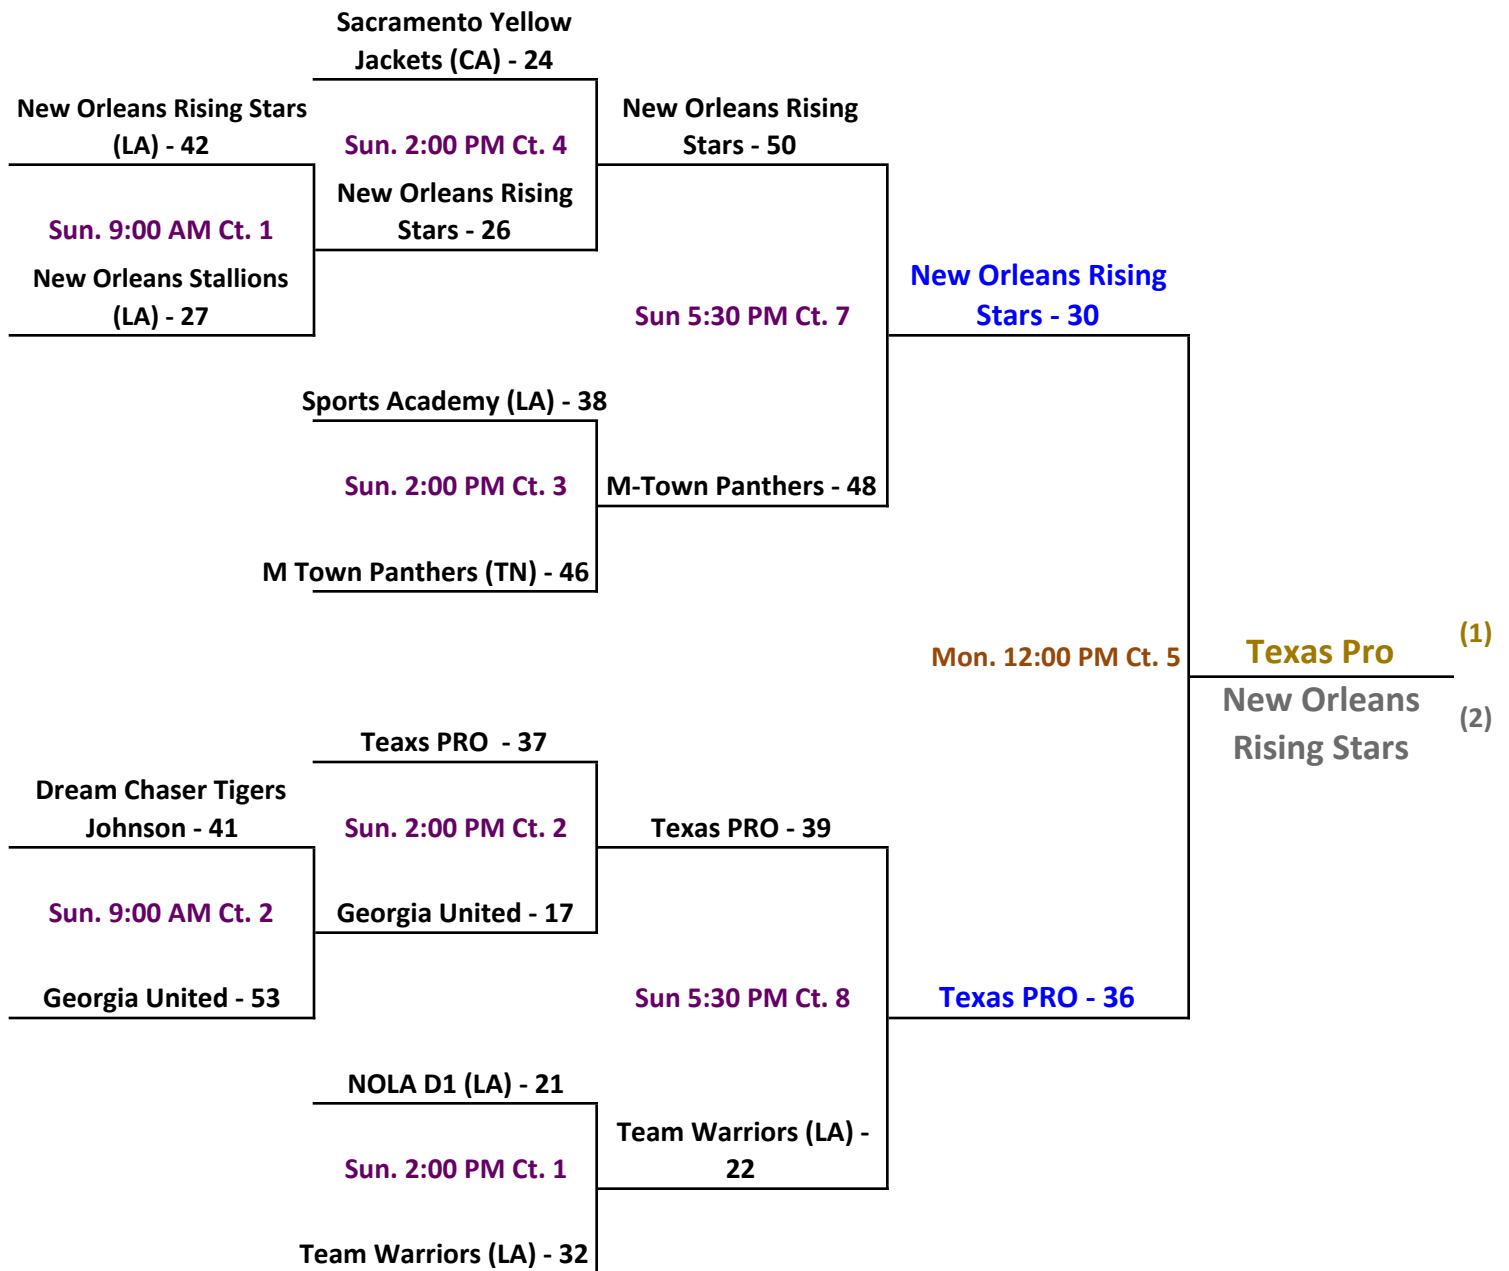 Sacramento Yellow
Jackets (CA) - 24
New Orleans Rising Stars
(LA) - 42
Sun. 2:00 PM Ct. 4
New Orleans Rising
Stars - 50
Sun. 9:00 AM Ct. 1
New Orleans Rising
Stars - 26
New Orleans Stallions
(LA) - 27
Sun 5:30 PM Ct. 7
New Orleans Rising
Stars - 30
Sports Academy (LA) - 38
Sun. 2:00 PM Ct. 3
M-Town Panthers - 48
M Town Panthers (TN) - 46
Mon. 12:00 PM Ct. 5
Texas Pro
(1)
New Orleans
Rising Stars
(2)
Teaxs PRO - 37
Dream Chaser Tigers
Johnson - 41
Sun. 2:00 PM Ct. 2
Texas PRO - 39
Sun. 9:00 AM Ct. 2
Georgia United - 17
Georgia United - 53
Sun 5:30 PM Ct. 8
Texas PRO - 36
NOLA D1 (LA) - 21
Sun. 2:00 PM Ct. 1
Team Warriors (LA) -
22
Team Warriors (LA) - 32